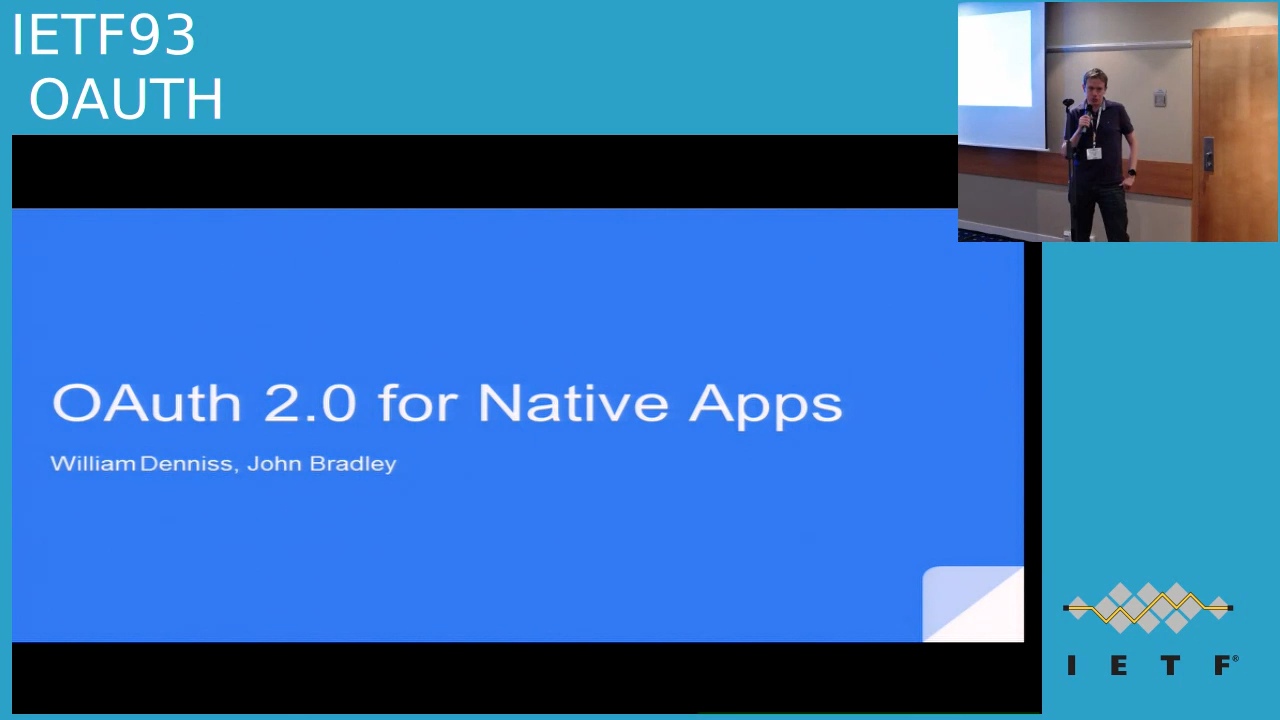 IETF93
OAUTH
OAuth 2.0 for Native Apps
William Denniss, John Bradley
I E T F®